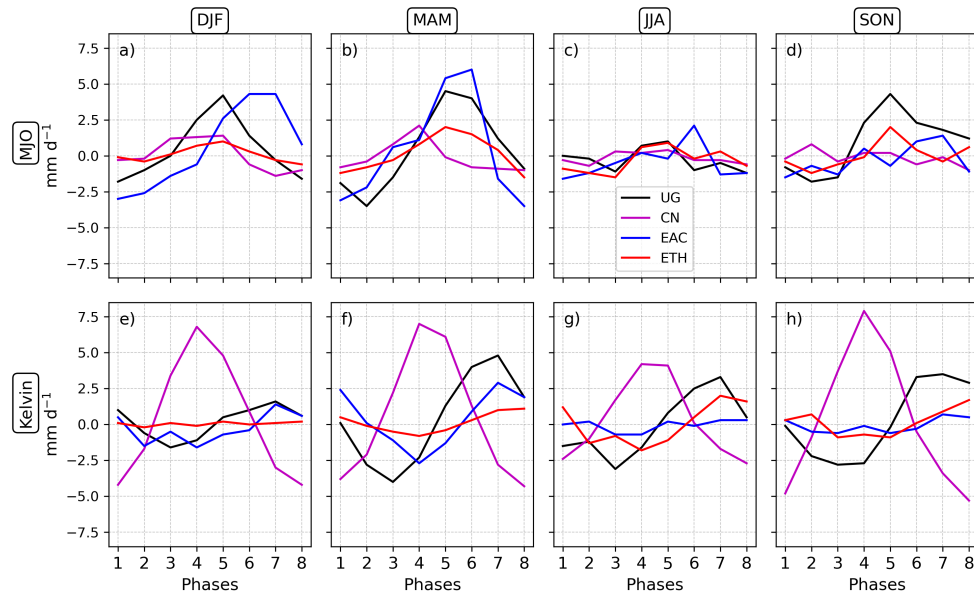 DJF MAM JJA SON
a) b) c) d)
MJO
mm d⁻¹
7.5
5.0
2.5
0.0
−2.5
−5.0
−7.5
UG
CN
EAC
ETH
e) f) g) h)
Kelvin
mm d⁻¹
7.5
5.0
2.5
0.0
−2.5
−5.0
−7.5
1 2 3 4 5 6 7 8 1 2 3 4 5 6 7 8 1 2 3 4 5 6 7 8 1 2 3 4 5 6 7 8
Phases Phases Phases Phases